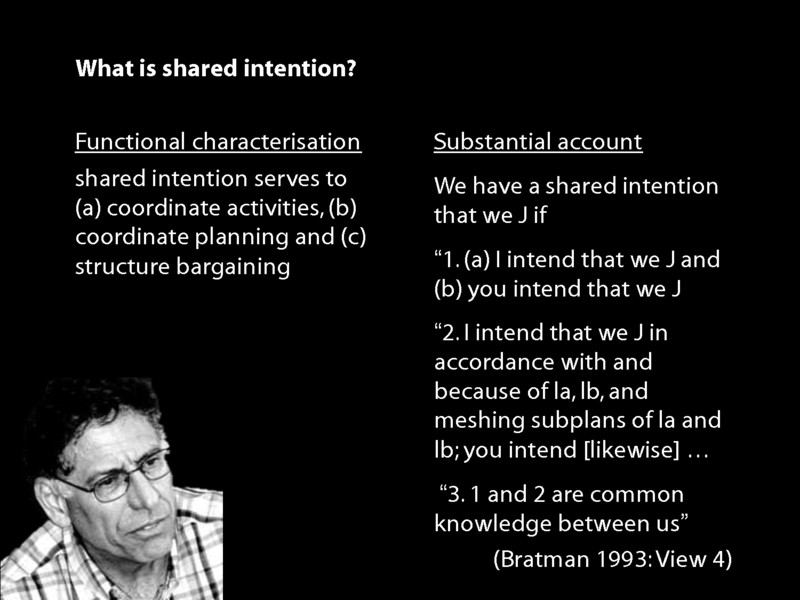 What is shared intention?
Functional characterisation
shared intention serves to
(a) coordinate activities, (b)
coordinate planning and (c)
structure bargaining
Substantial account
We have a shared intention
that we J if
“1. (a) I intend that we J and
(b) you intend that we J
“2. I intend that we J in
accordance with and
because of la, lb, and
meshing subplans of la and
lb; you intend [likewise] …
“3. 1 and 2 are common
knowledge between us”
(Bratman 1993: View 4)